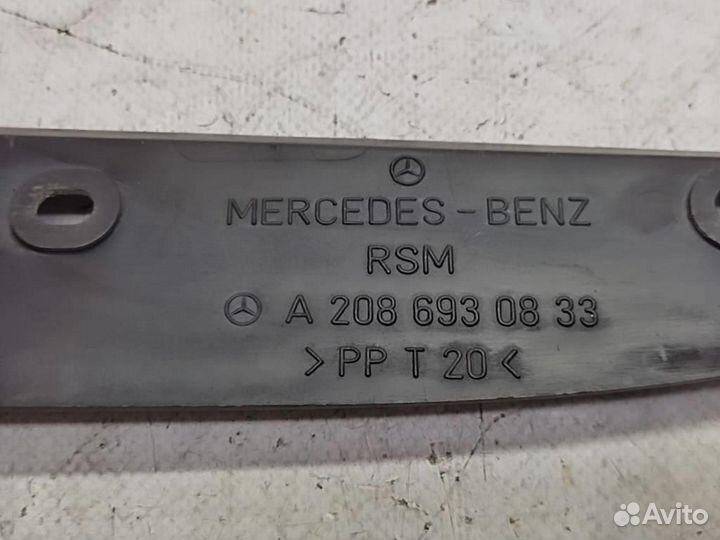 MERCEDES-BENZ
RSM
A 208 693 08 33
>PP T 20<
Avito